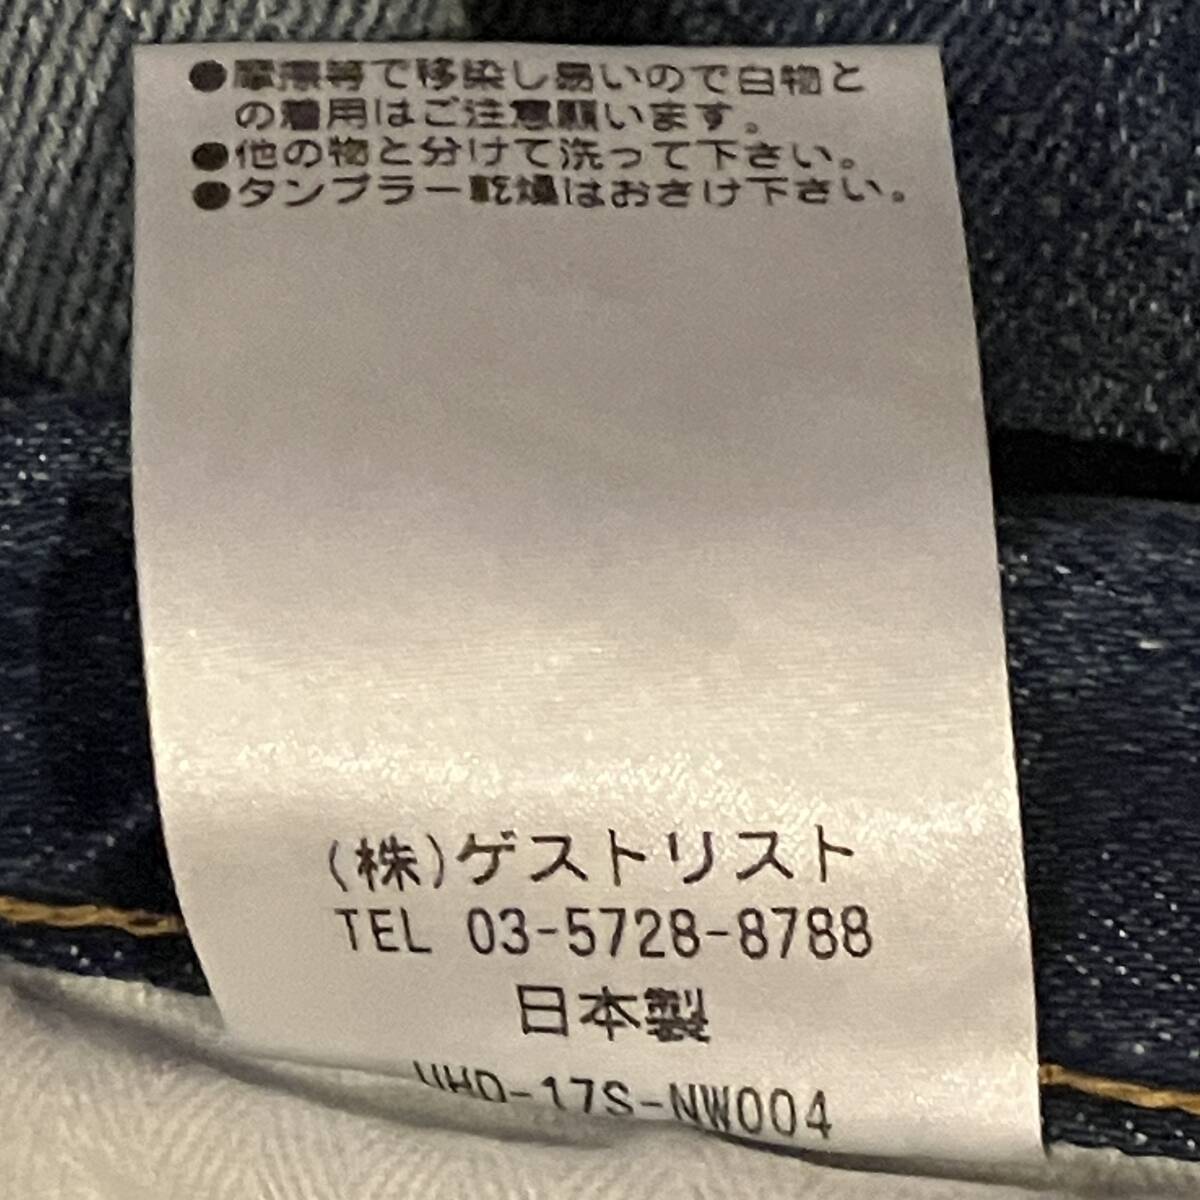 ●摩擦等で移染し易いので白物と
の着用はご注意願います。
●他の物と分けて洗って下さい。
●タンブラー乾燥はおさけ下さい。
(株)ゲストリスト
TEL 03-5728-8788
日本製
-17S-NW004